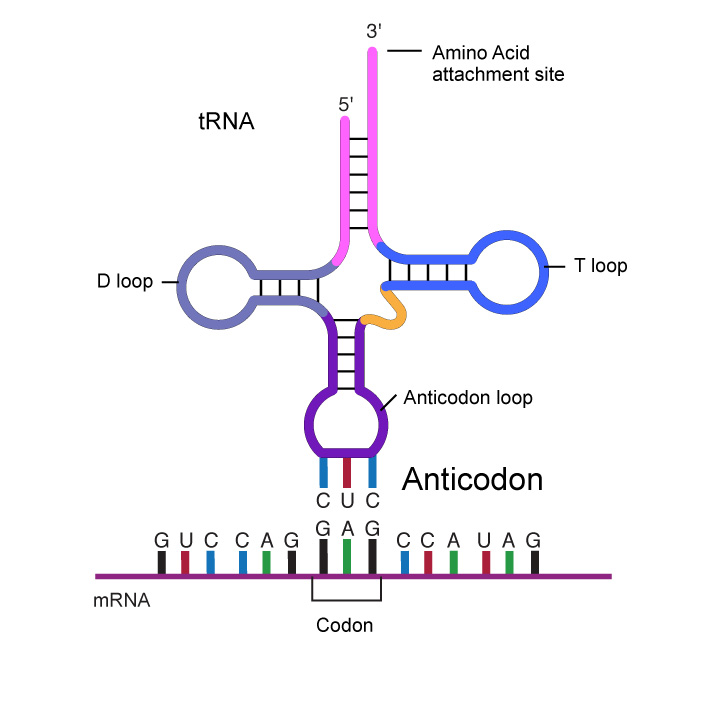 3'
Amino Acid
attachment site
5'
tRNA
D loop
T loop
Anticodon loop
Anticodon
C U C
G U C C A G G A G C C A U A G
mRNA
Codon